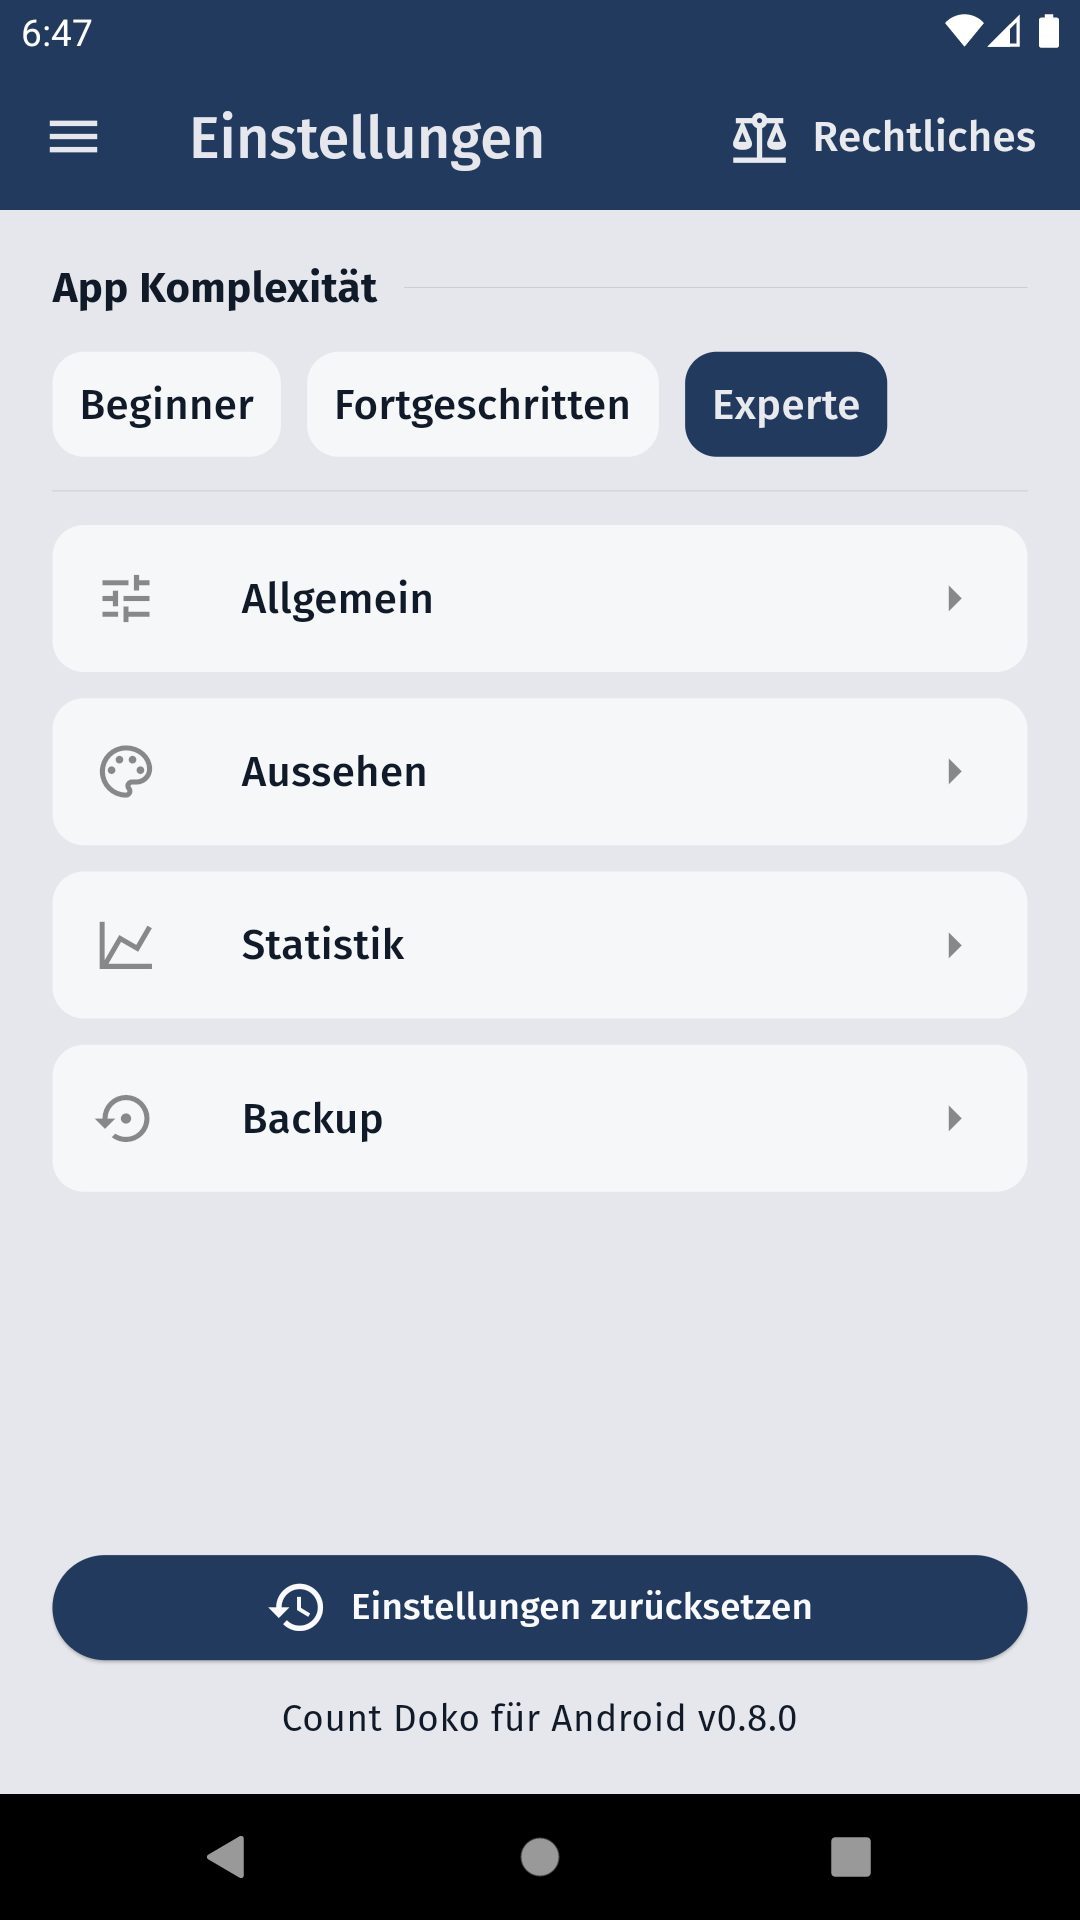 6:47
Einstellungen
Rechtliches
App Komplexität
Beginner
Fortgeschritten
Experte
Allgemein
Aussehen
Statistik
Backup
Einstellungen zurücksetzen
Count Doko für Android v0.8.0